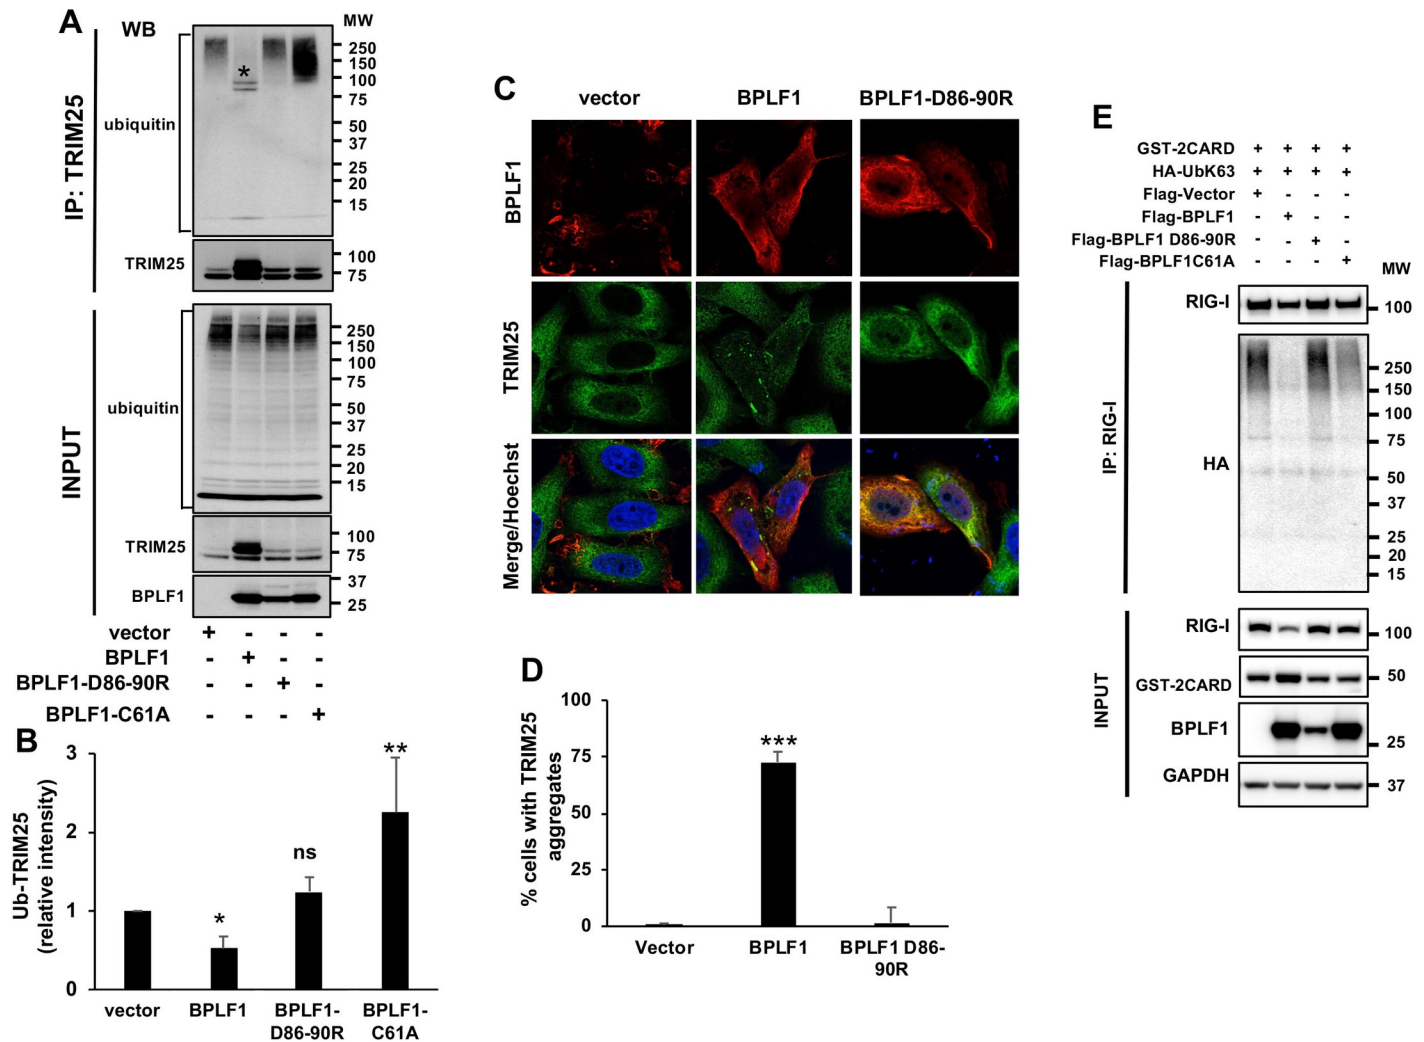 A
WB
MW
IP: TRIM25
ubiquitin
*
250
150
100
75
50
37
25
20
15
TRIM25
100
75
INPUT
ubiquitin
250
150
100
75
50
37
25
20
15
TRIM25
100
75
BPLF1
37
25
vector + - - -
BPLF1 - + - -
BPLF1-D86-90R - - + -
BPLF1-C61A - - - +
B
Ub-TRIM25
(relative intensity)
3
2
1
0
*
ns
**
vector
BPLF1
BPLF1-
D86-90R
BPLF1-
C61A
C
vector
BPLF1
BPLF1-D86-90R
BPLF1
TRIM25
Merge/Hoechst
D
% cells with TRIM25
aggregates
100
75
50
25
0
***
Vector
BPLF1
BPLF1 D86-
90R
E
GST-2CARD + + + +
HA-UbK63 + + + +
Flag-Vector + - - -
Flag-BPLF1 - + - -
Flag-BPLF1 D86-90R - - + -
Flag-BPLF1C61A - - - +
MW
IP: RIG-I
RIG-I
100
HA
250
150
100
75
50
37
25
20
15
INPUT
RIG-I
100
GST-2CARD
50
BPLF1
25
GAPDH
37